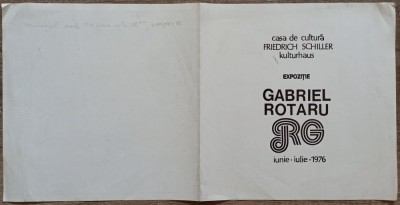 casa de cultură
FRIEDRICH SCHILLER
kulturhaus
EXPOZIȚIE
GABRIEL
ROTARU
RG
iunie • iulie • 1976